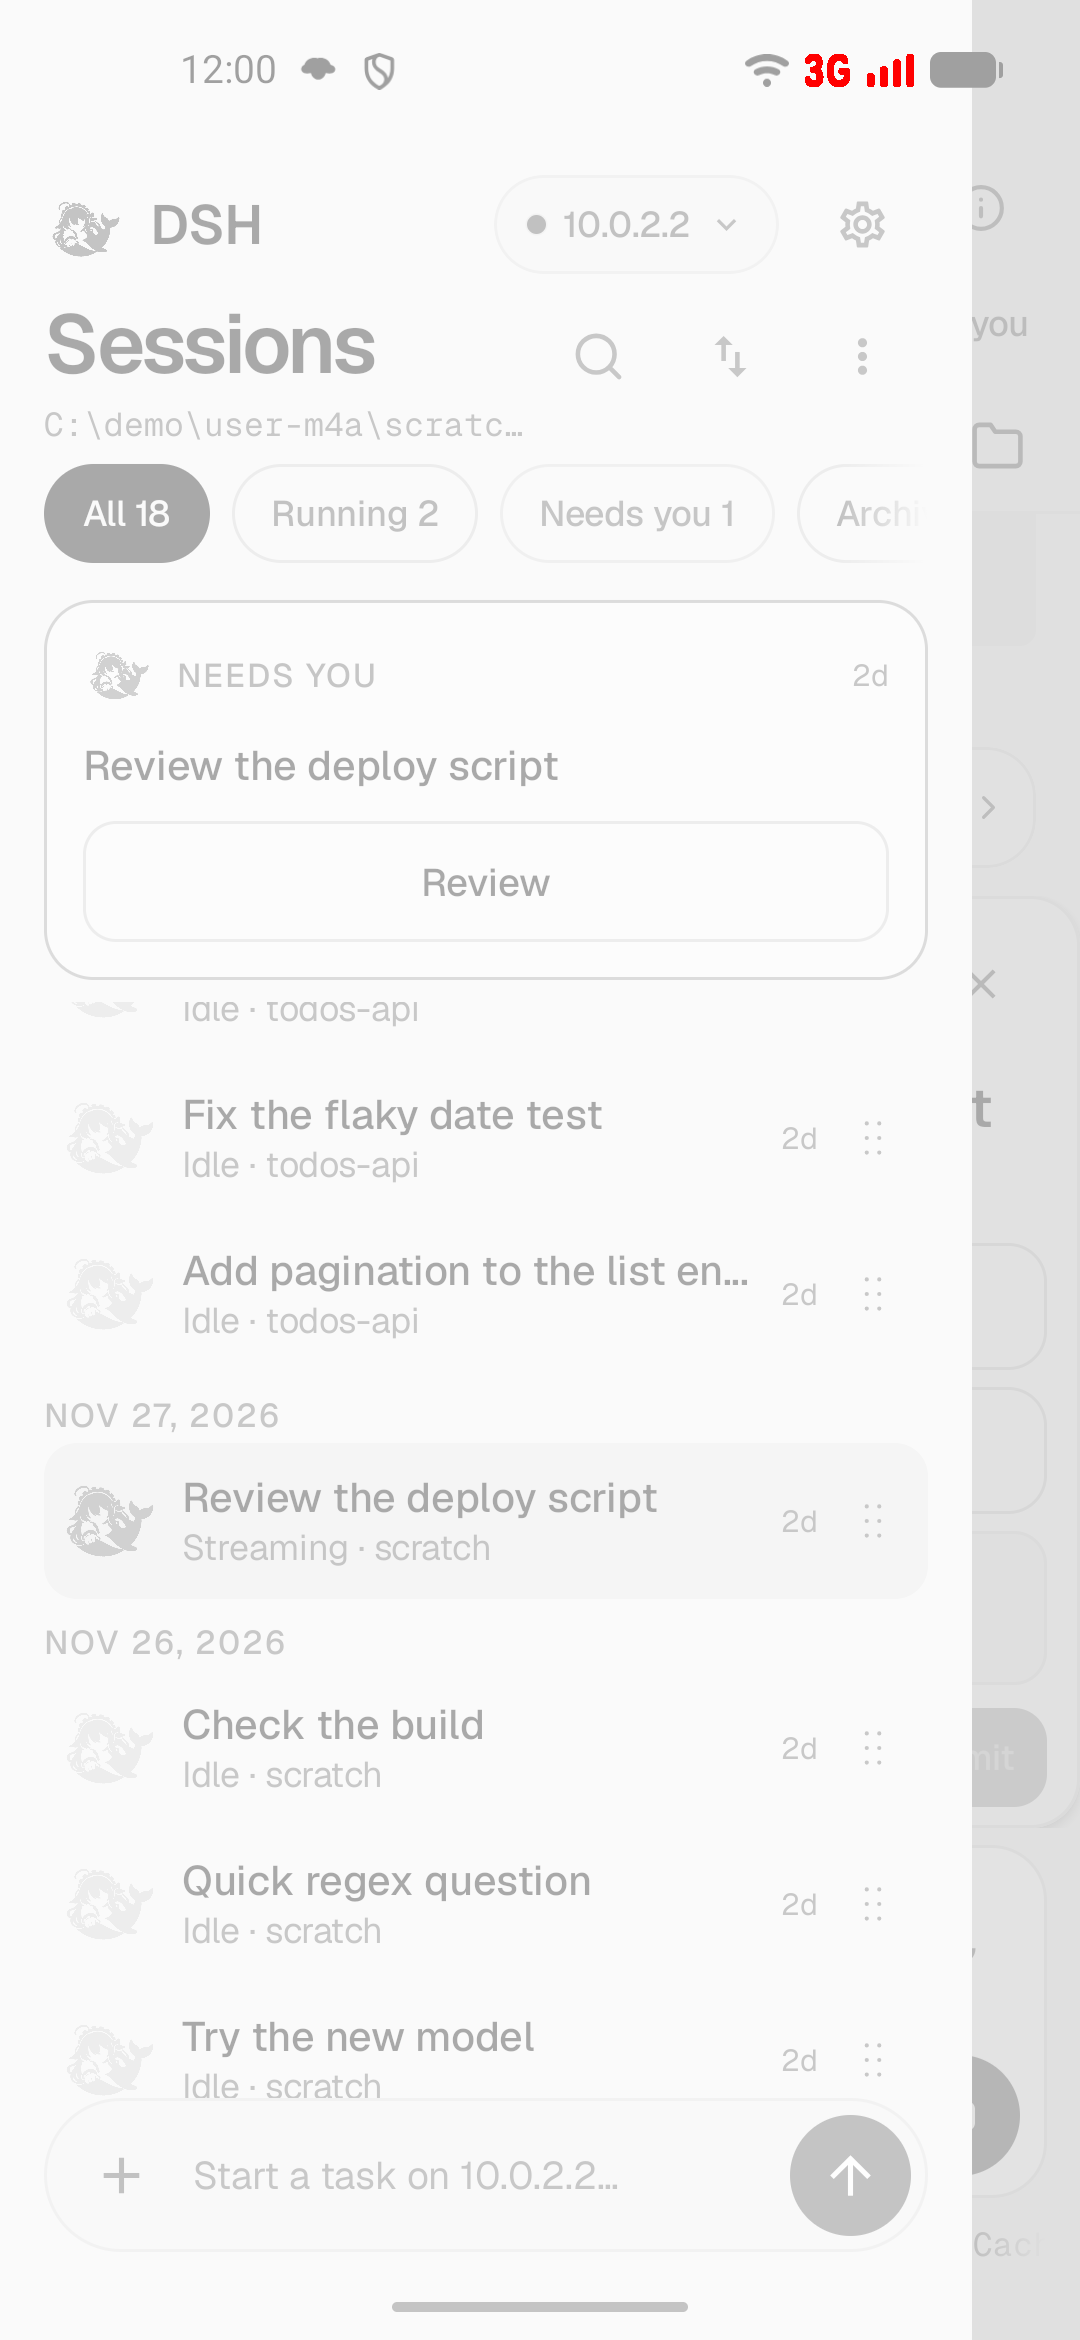 12:00
3G
DSH
10.0.2.2
Sessions
you
C:\demo\user-m4a\scratc…
All 18
Running 2
Needs you 1
Archi
NEEDS YOU
2d
Review the deploy script
Review
Idle · todos-api
Fix the flaky date test
2d
Idle · todos-api
Add pagination to the list en…
2d
Idle · todos-api
NOV 27, 2026
Review the deploy script
2d
Streaming · scratch
NOV 26, 2026
Check the build
2d
Idle · scratch
mit
Quick regex question
2d
Idle · scratch
Try the new model
2d
Idle · scratch
Start a task on 10.0.2.2…